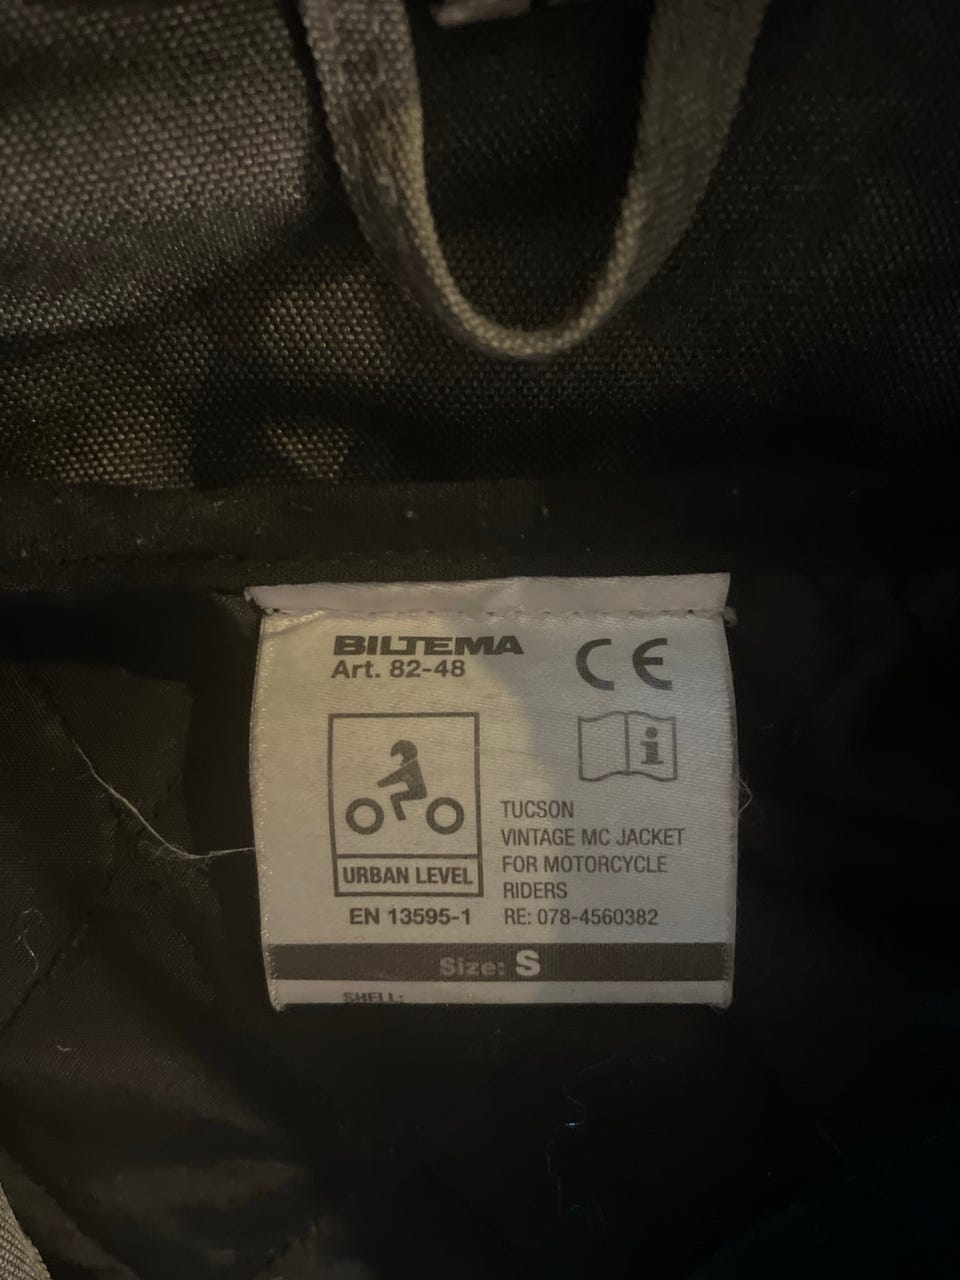 BILTEMA
Art. 82-48
CE
i
TUCSON
VINTAGE MC JACKET
FOR MOTORCYCLE
RIDERS
RE: 078-4560382
URBAN LEVEL
EN 13595-1
Size: S
SHELL: